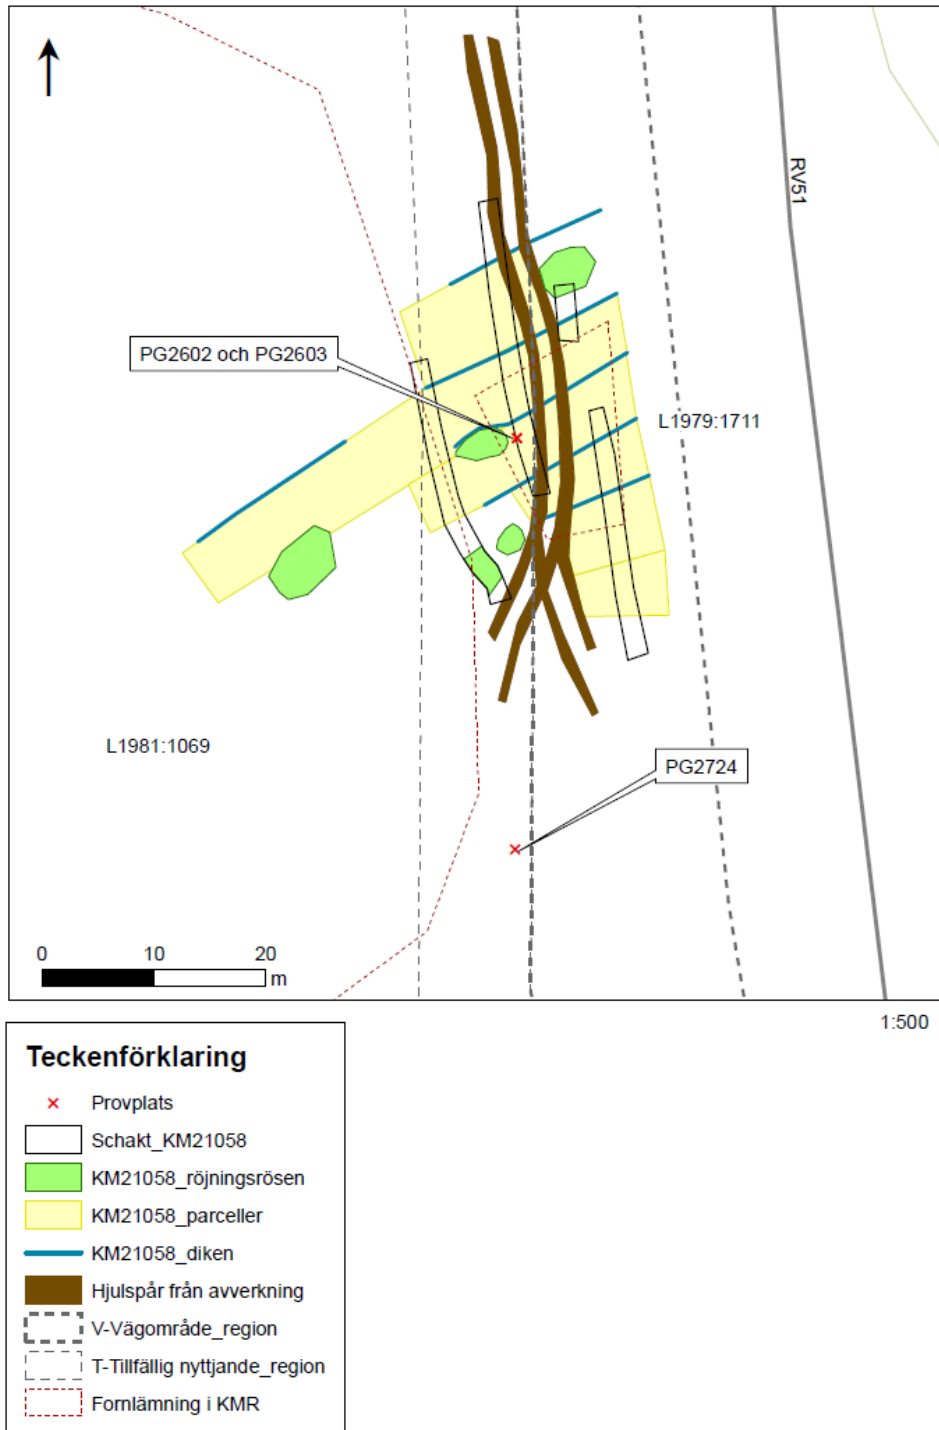 RV51
PG2602 och PG2603
L1979:1711
L1981:1069
PG2724
0 10 20
m
1:500
Teckenförklaring
Provplats
Schakt_KM21058
KM21058_röjningsrösen
KM21058_parceller
KM21058_diken
Hjulspår från avverkning
V-Vägområde_region
T-Tillfällig nyttjande_region
Fornlämning i KMR